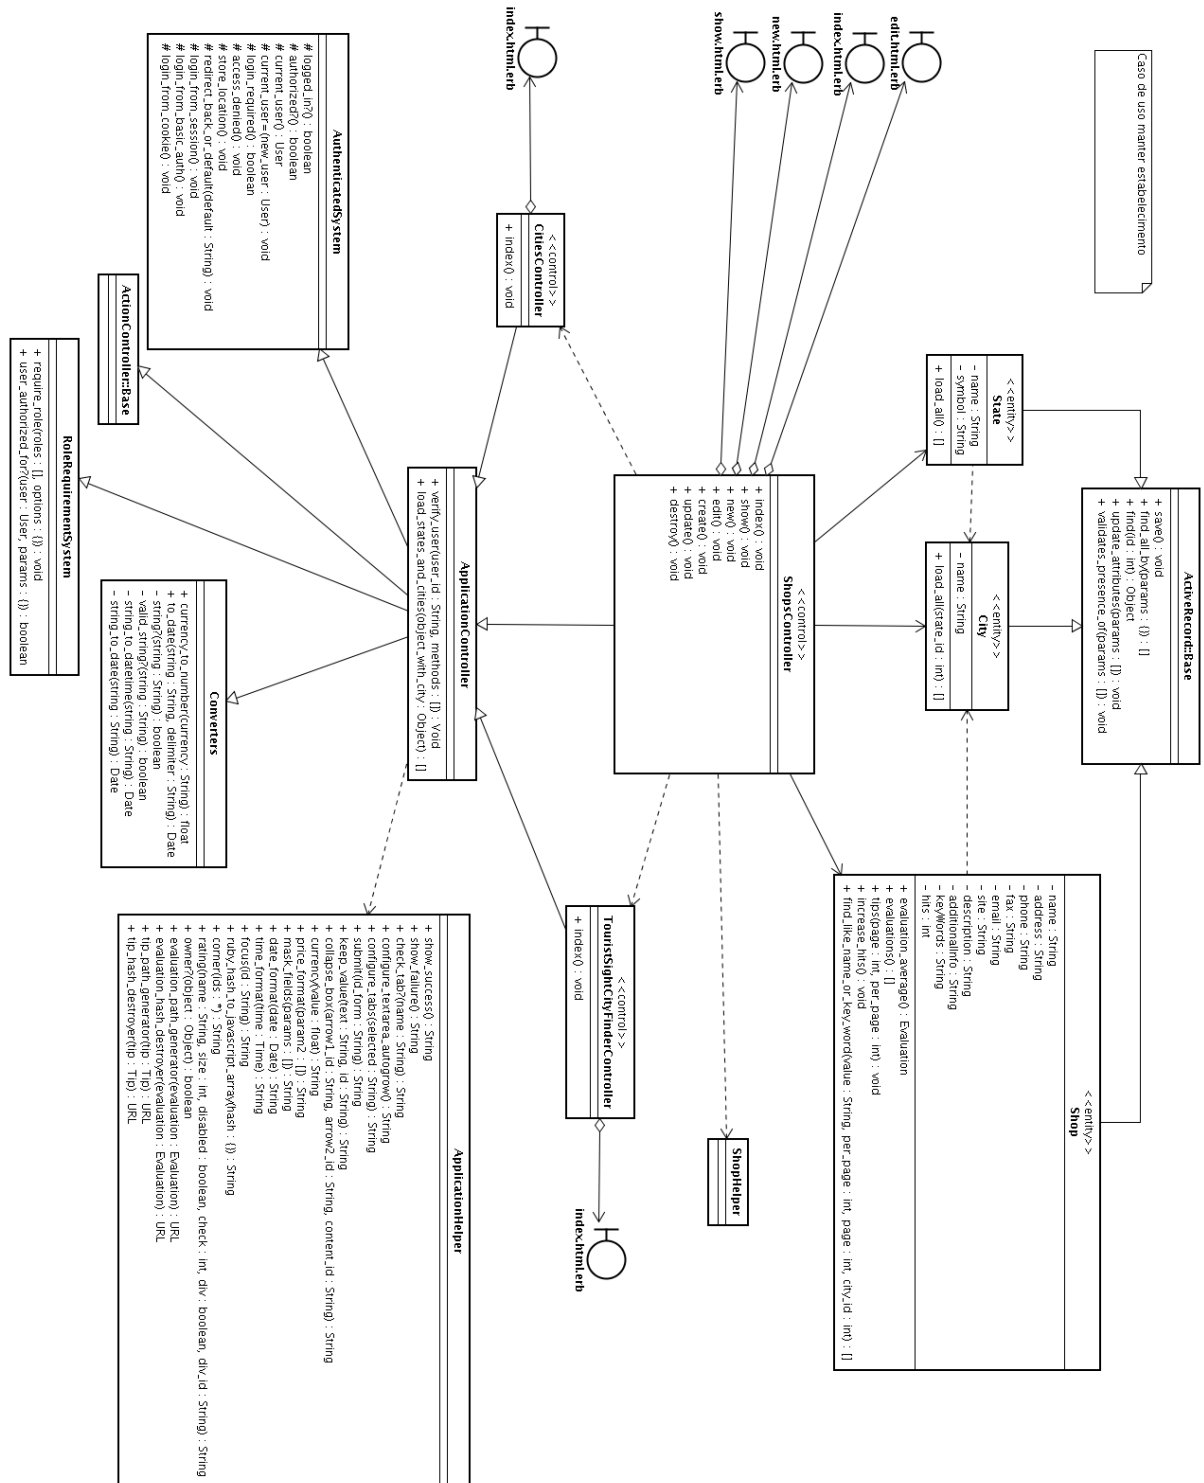 Caso de uso manter estabelecimento
edit.html.erb
index.html.erb
new.html.erb
show.html.erb
index.html.erb
ActiveRecord::Base
+ save() : void
+ find_all_by(params : {}) : []
+ find(id : int) : Object
+ update_attributes(params : []) : void
+ validates_presence_of(params : []) : void
<<entity>>
State
- name : String
- symbol : String
+ load_all() : []
<<entity>>
City
- name : String
+ load_all(state_id : int) : []
<<entity>>
Shop
- name : String
- address : String
- phone : String
- fax : String
- email : String
- site : String
- description : String
- additionalInfo : String
- keyWords : String
- hits : int
+ evaluation_average() : Evaluation
+ evaluations() : []
+ tips(page : int, per_page : int) : void
+ increase_hits() : void
+ find_like_name_or_key_word(value : String, per_page : int, page : int, city_id : int) : []
<<control>>
ShopsController
+ index() : void
+ show() : void
+ new() : void
+ edit() : void
+ create() : void
+ update() : void
+ destroy() : void
ShopHelper
<<control>>
CitiesController
+ index() : void
<<control>>
TouristSightCityFinderController
+ index() : void
index.html.erb
ApplicationController
+ verify_user(user_id : String, methods : []) : Void
+ load_states_and_cities(object_with_city : Object) : []
AuthenticatedSystem
# logged_in?() : boolean
# authorized?() : boolean
# current_user() : User
# current_user=(new_user : User) : void
# login_required() : boolean
# access_denied() : void
# store_location() : void
# redirect_back_or_default(default : String) : void
# login_from_session() : void
# login_from_basic_auth() : void
# login_from_cookie() : void
ActionController::Base
RoleRequirementSystem
+ require_role(roles : [], options : {}) : void
+ user_authorized_for?(user : User, params : {}) : boolean
Converters
+ currency_to_number(currency : String) : float
+ to_date(string : String, delimiter : String) : Date
- string?(string : String) : boolean
- valid_string?(string : String) : boolean
- string_to_datetime(string : String) : Date
- string_to_date(string : String) : Date
ApplicationHelper
+ show_success() : String
+ show_failure() : String
+ check_tab?(name : String) : String
+ configure_textarea_autogrow() : String
+ configure_tabs(selected : String) : String
+ submit(id_form : String) : String
+ keep_value(text : String, id : String) : String
+ collapse_box(arrow1_id : String, arrow2_id : String, content_id : String) : String
+ currency(value : float) : String
+ price_format(param2 : []) : String
+ mask_fields(params : []) : String
+ date_format(date : Date) : String
+ time_format(time : Time) : String
+ focus(id : String) : String
+ ruby_hash_to_javascript_array(hash : {}) : String
+ corner(ids : *) : String
+ rating(name : String, size : int, disabled : boolean, check : int, div : boolean, div_id : String) : String
+ owner?(object : Object) : boolean
+ evaluation_path_generator(evaluation : Evaluation) : URL
+ evaluation_hash_destroyer(evaluation : Evaluation) : URL
+ tip_path_generator(tip : Tip) : URL
+ tip_hash_destroyer(tip : Tip) : URL